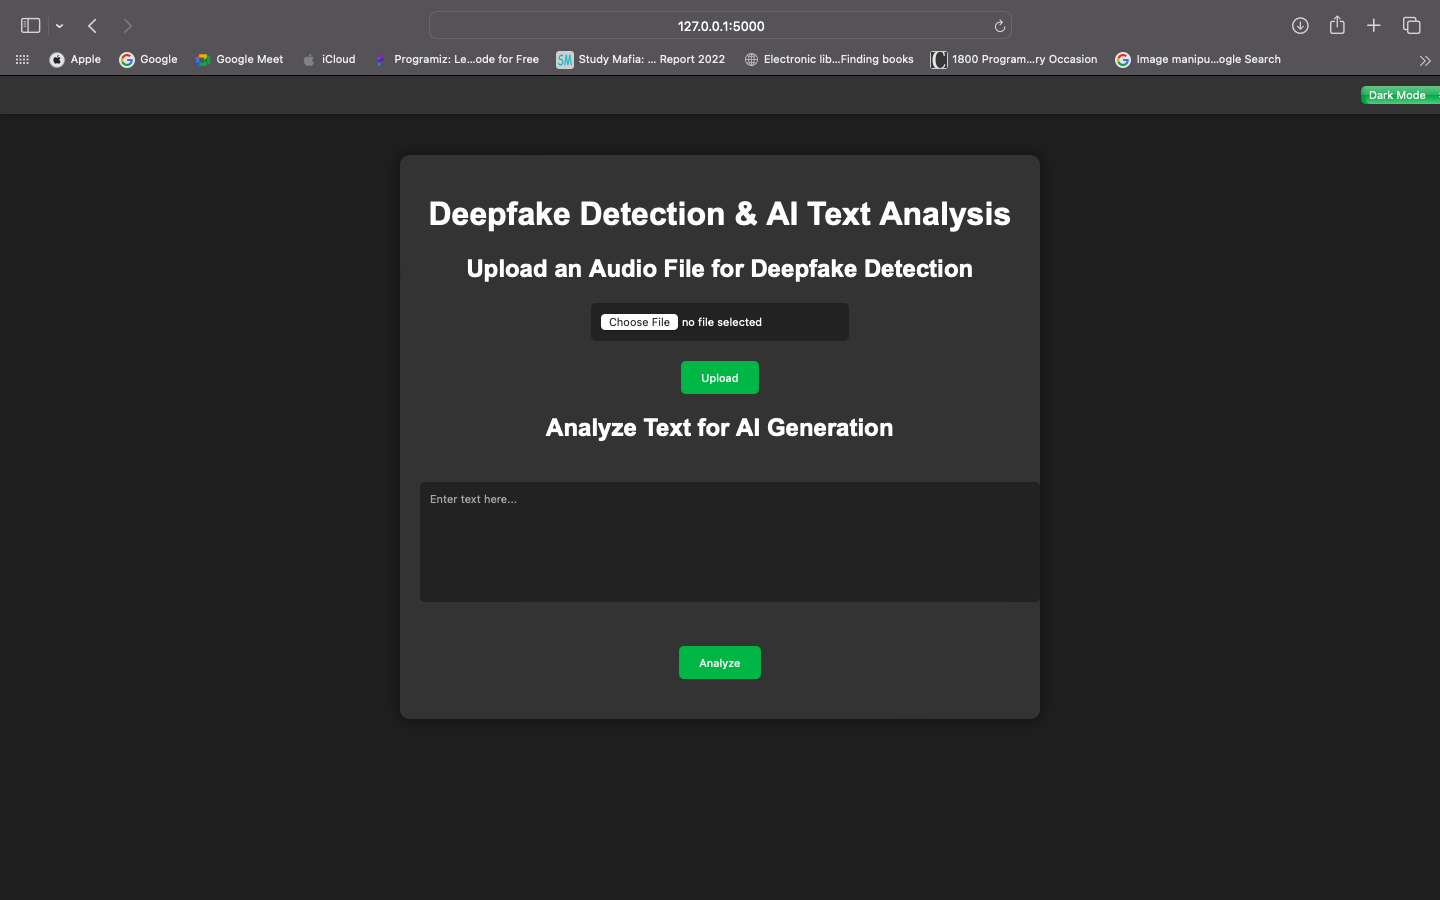 127.0.0.1:5000
Apple Google Google Meet iCloud Programiz: Le...ode for Free SM Study Mafia: ... Report 2022 Electronic lib...Finding books 1800 Program...ry Occasion Image manipu...ogle Search
Dark Mode
Deepfake Detection & AI Text Analysis
Upload an Audio File for Deepfake Detection
Choose File no file selected
Upload
Analyze Text for AI Generation
Enter text here...
Analyze